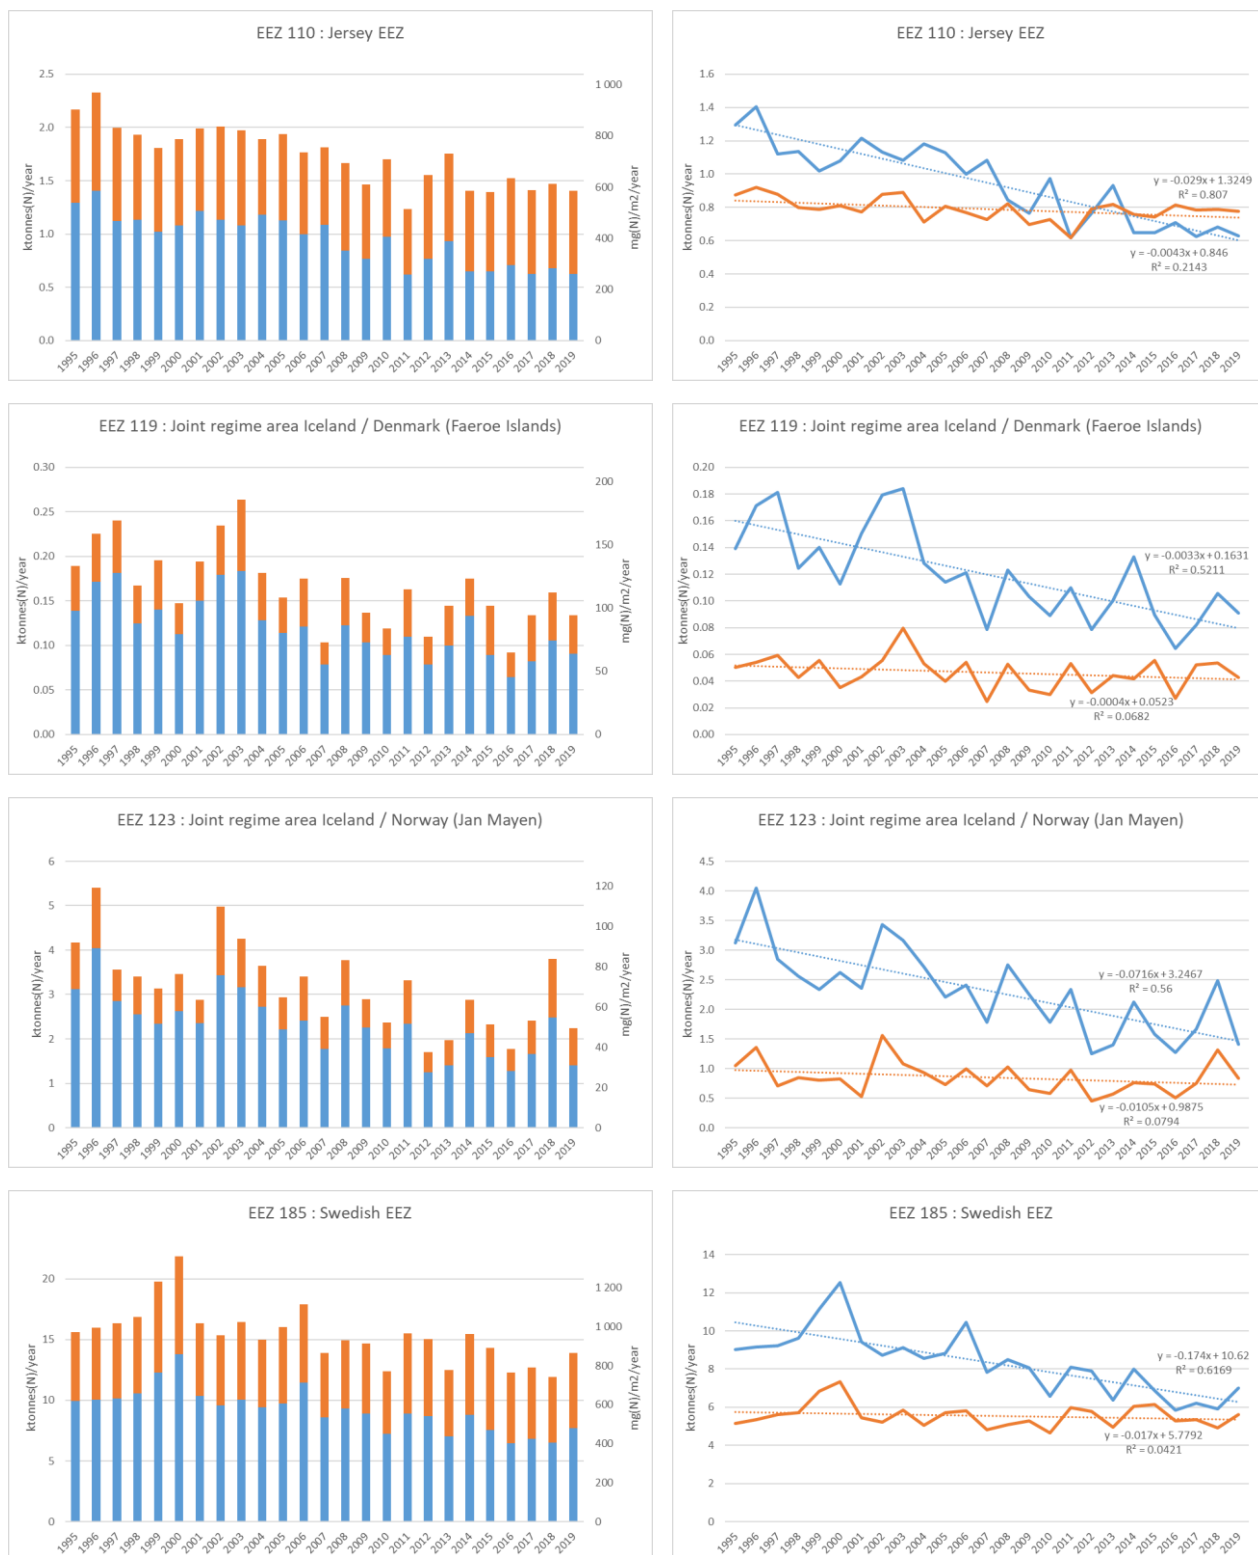 EEZ 110 : Jersey EEZ
2.5
2.0
1.5
1.0
0.5
0.0
ktonnes(N)/year
1 000
800
600
400
200
0
mg(N)/m2/year
1995 1996 1997 1998 1999 2000 2001 2002 2003 2004 2005 2006 2007 2008 2009 2010 2011 2012 2013 2014 2015 2016 2017 2018 2019
EEZ 110 : Jersey EEZ
1.6
1.4
1.2
1.0
0.8
0.6
0.4
0.2
0.0
ktonnes(N)/year
y = -0.029x + 1.3249
R² = 0.807
y = -0.0043x + 0.846
R² = 0.2143
1995 1996 1997 1998 1999 2000 2001 2002 2003 2004 2005 2006 2007 2008 2009 2010 2011 2012 2013 2014 2015 2016 2017 2018 2019
EEZ 119 : Joint regime area Iceland / Denmark (Faeroe Islands)
0.30
0.25
0.20
0.15
0.10
0.05
0.00
ktonnes(N)/year
200
150
100
50
0
mg(N)/m2/year
1995 1996 1997 1998 1999 2000 2001 2002 2003 2004 2005 2006 2007 2008 2009 2010 2011 2012 2013 2014 2015 2016 2017 2018 2019
EEZ 119 : Joint regime area Iceland / Denmark (Faeroe Islands)
0.20
0.18
0.16
0.14
0.12
0.10
0.08
0.06
0.04
0.02
0.00
ktonnes(N)/year
y = -0.0033x + 0.1631
R² = 0.5211
y = -0.0004x + 0.0523
R² = 0.0682
1995 1996 1997 1998 1999 2000 2001 2002 2003 2004 2005 2006 2007 2008 2009 2010 2011 2012 2013 2014 2015 2016 2017 2018 2019
EEZ 123 : Joint regime area Iceland / Norway (Jan Mayen)
6
5
4
3
2
1
0
ktonnes(N)/year
120
100
80
60
40
20
0
mg(N)/m2/year
1995 1996 1997 1998 1999 2000 2001 2002 2003 2004 2005 2006 2007 2008 2009 2010 2011 2012 2013 2014 2015 2016 2017 2018 2019
EEZ 123 : Joint regime area Iceland / Norway (Jan Mayen)
4.5
4.0
3.5
3.0
2.5
2.0
1.5
1.0
0.5
0.0
ktonnes(N)/year
y = -0.0716x + 3.2467
R² = 0.56
y = -0.0105x + 0.9875
R² = 0.0794
1995 1996 1997 1998 1999 2000 2001 2002 2003 2004 2005 2006 2007 2008 2009 2010 2011 2012 2013 2014 2015 2016 2017 2018 2019
EEZ 185 : Swedish EEZ
20
15
10
5
0
ktonnes(N)/year
1 200
1 000
800
600
400
200
0
mg(N)/m2/year
1995 1996 1997 1998 1999 2000 2001 2002 2003 2004 2005 2006 2007 2008 2009 2010 2011 2012 2013 2014 2015 2016 2017 2018 2019
EEZ 185 : Swedish EEZ
14
12
10
8
6
4
2
0
ktonnes(N)/year
y = -0.174x + 10.62
R² = 0.6169
y = -0.017x + 5.7792
R² = 0.0421
1995 1996 1997 1998 1999 2000 2001 2002 2003 2004 2005 2006 2007 2008 2009 2010 2011 2012 2013 2014 2015 2016 2017 2018 2019